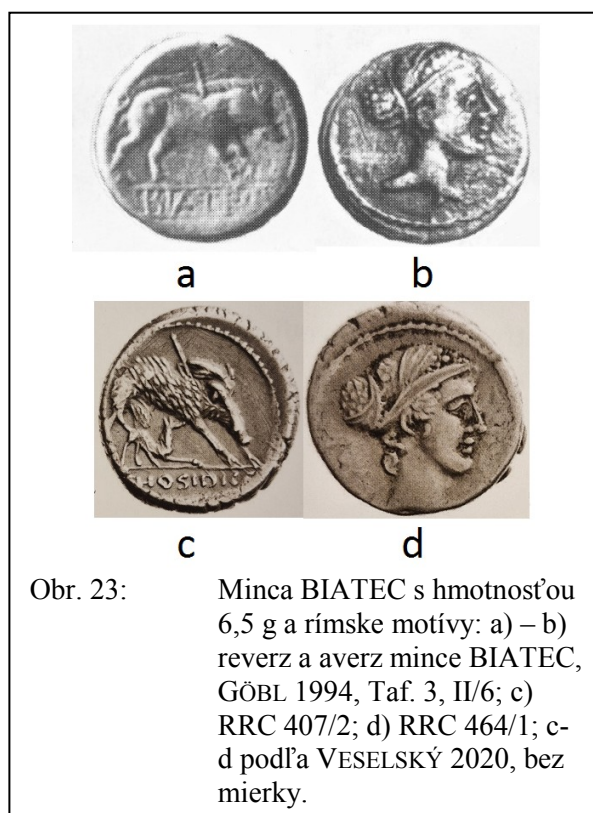 a b
HOSIDIC
c d
Obr. 23: Minca BIATEC s hmotnosťou
6,5 g a rímske motívy: a) – b)
reverz a averz mince BIATEC,
GÖBL 1994, Taf. 3, II/6; c)
RRC 407/2; d) RRC 464/1; c-
d podľa VESELSKÝ 2020, bez
mierky.